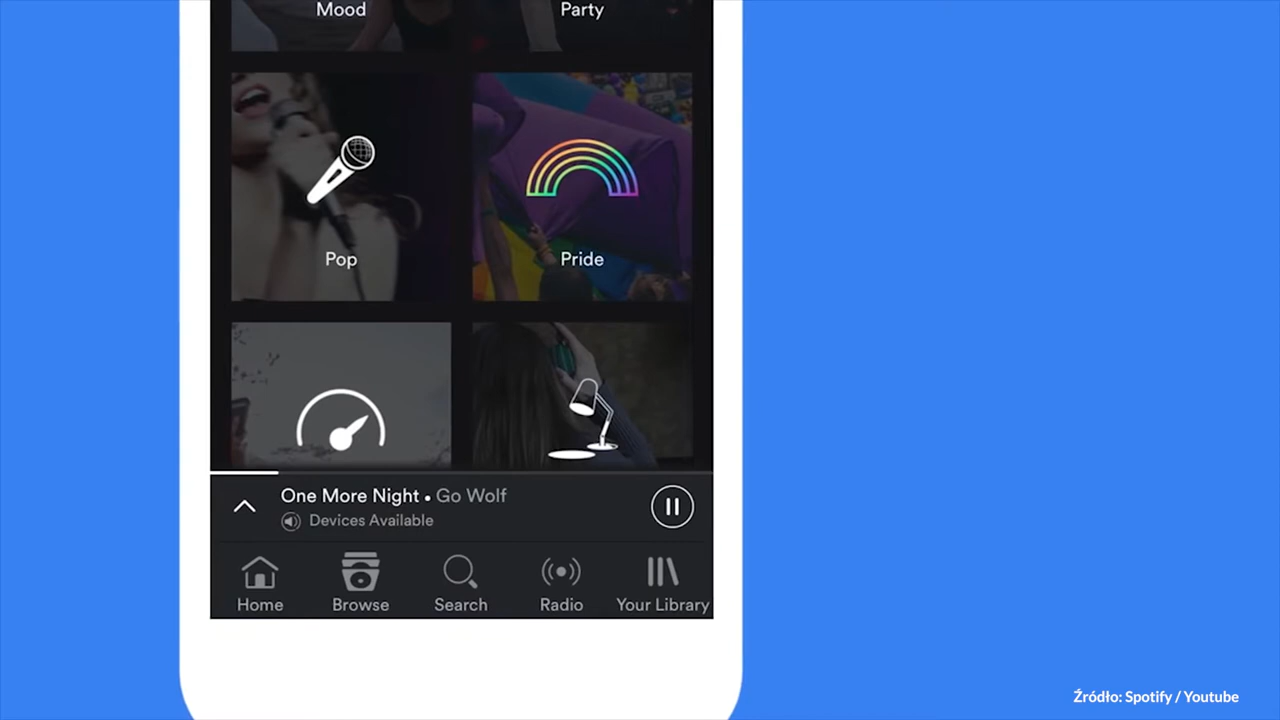 Mood
Party
Pop
Pride
One More Night • Go Wolf
Devices Available
Home
Browse
Search
Radio
Your Library
Źródło: Spotify / Youtube